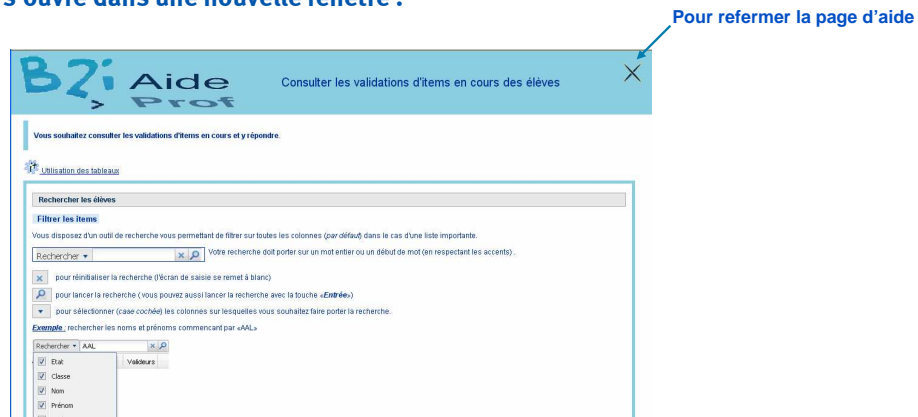 s'ouvre dans une nouvelle fenêtre :
Pour refermer la page d'aide
B2i Aide Prof
Consulter les validations d'items en cours des élèves
Vous souhaitez consulter les validations d'items en cours et y répondre.
Utilisation des tableaux
Rechercher les élèves
Filtrer les items
Vous disposez d'un outil de recherche vous permettant de filtrer sur toutes les colonnes (par défaut) dans le cas d'une liste importante.
Rechercher
Votre recherche doit porter sur un mot entier ou un début de mot (en respectant les accents) .
pour réinitialiser la recherche (l'écran de saisie se remet à blanc)
pour lancer la recherche ( vous pouvez aussi lancer la recherche avec la touche «Entrée»)
pour sélectionner (case cochée) les colonnes sur lesquelles vous souhaitez faire porter la recherche.
Exemple : rechercher les noms et prénoms commencant par «AAL»
Rechercher AAL
Etat Valideurs
Classe
Nom
Prénom